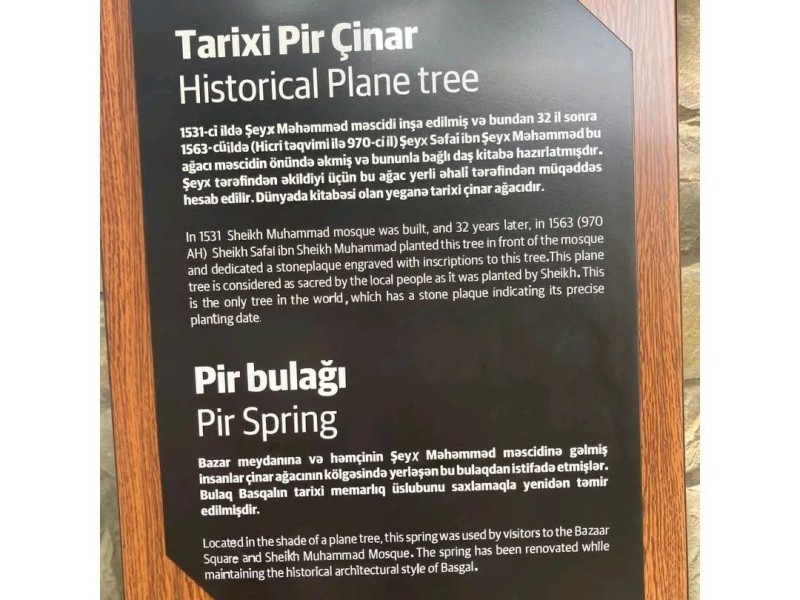 Tarixi Pir Çinar
Historical Plane tree
1531-ci ildə Şeyx Məhəmməd məscidi inşa edilmiş və bundan 32 il sonra
1563-cü ildə (Hicri təqvimi ilə 970-ci il) Şeyx Səfai ibn Şeyx Məhəmməd bu
ağacı məscidin önündə əkmiş və bununla bağlı daş kitabə hazırlatmışdır.
Şeyx tərəfindən əkildiyi üçün bu ağac yerli əhali tərəfindən müqəddəs
hesab edilir. Dünyada kitabəsi olan yeganə tarixi çinar ağacıdır.
In 1531 Sheikh Muhammad mosque was built, and 32 years later, in 1563 (970
AH) Sheikh Safai ibn Sheikh Muhammad planted this tree in front of the mosque
and dedicated a stoneplaque engraved with inscriptions to this tree.This plane
tree is considered as sacred by the local people as it was planted by Sheikh. This
is the only tree in the world, which has a stone plaque indicating its precise
planting date.
Pir bulağı
Pir Spring
Bazar meydanına və həmçinin Şeyx Məhəmməd məscidinə gəlmiş
insanlar çinar ağacının kölgəsində yerləşən bu bulaqdan istifadə etmişlər.
Bulaq Basqalın tarixi memarlıq üslubunu saxlamaqla yenidən təmir
edilmişdir.
Located in the shade of a plane tree, this spring was used by visitors to the Bazaar
Square and Sheikh Muhammad Mosque. The spring has been renovated while
maintaining the historical architectural style of Basgal.